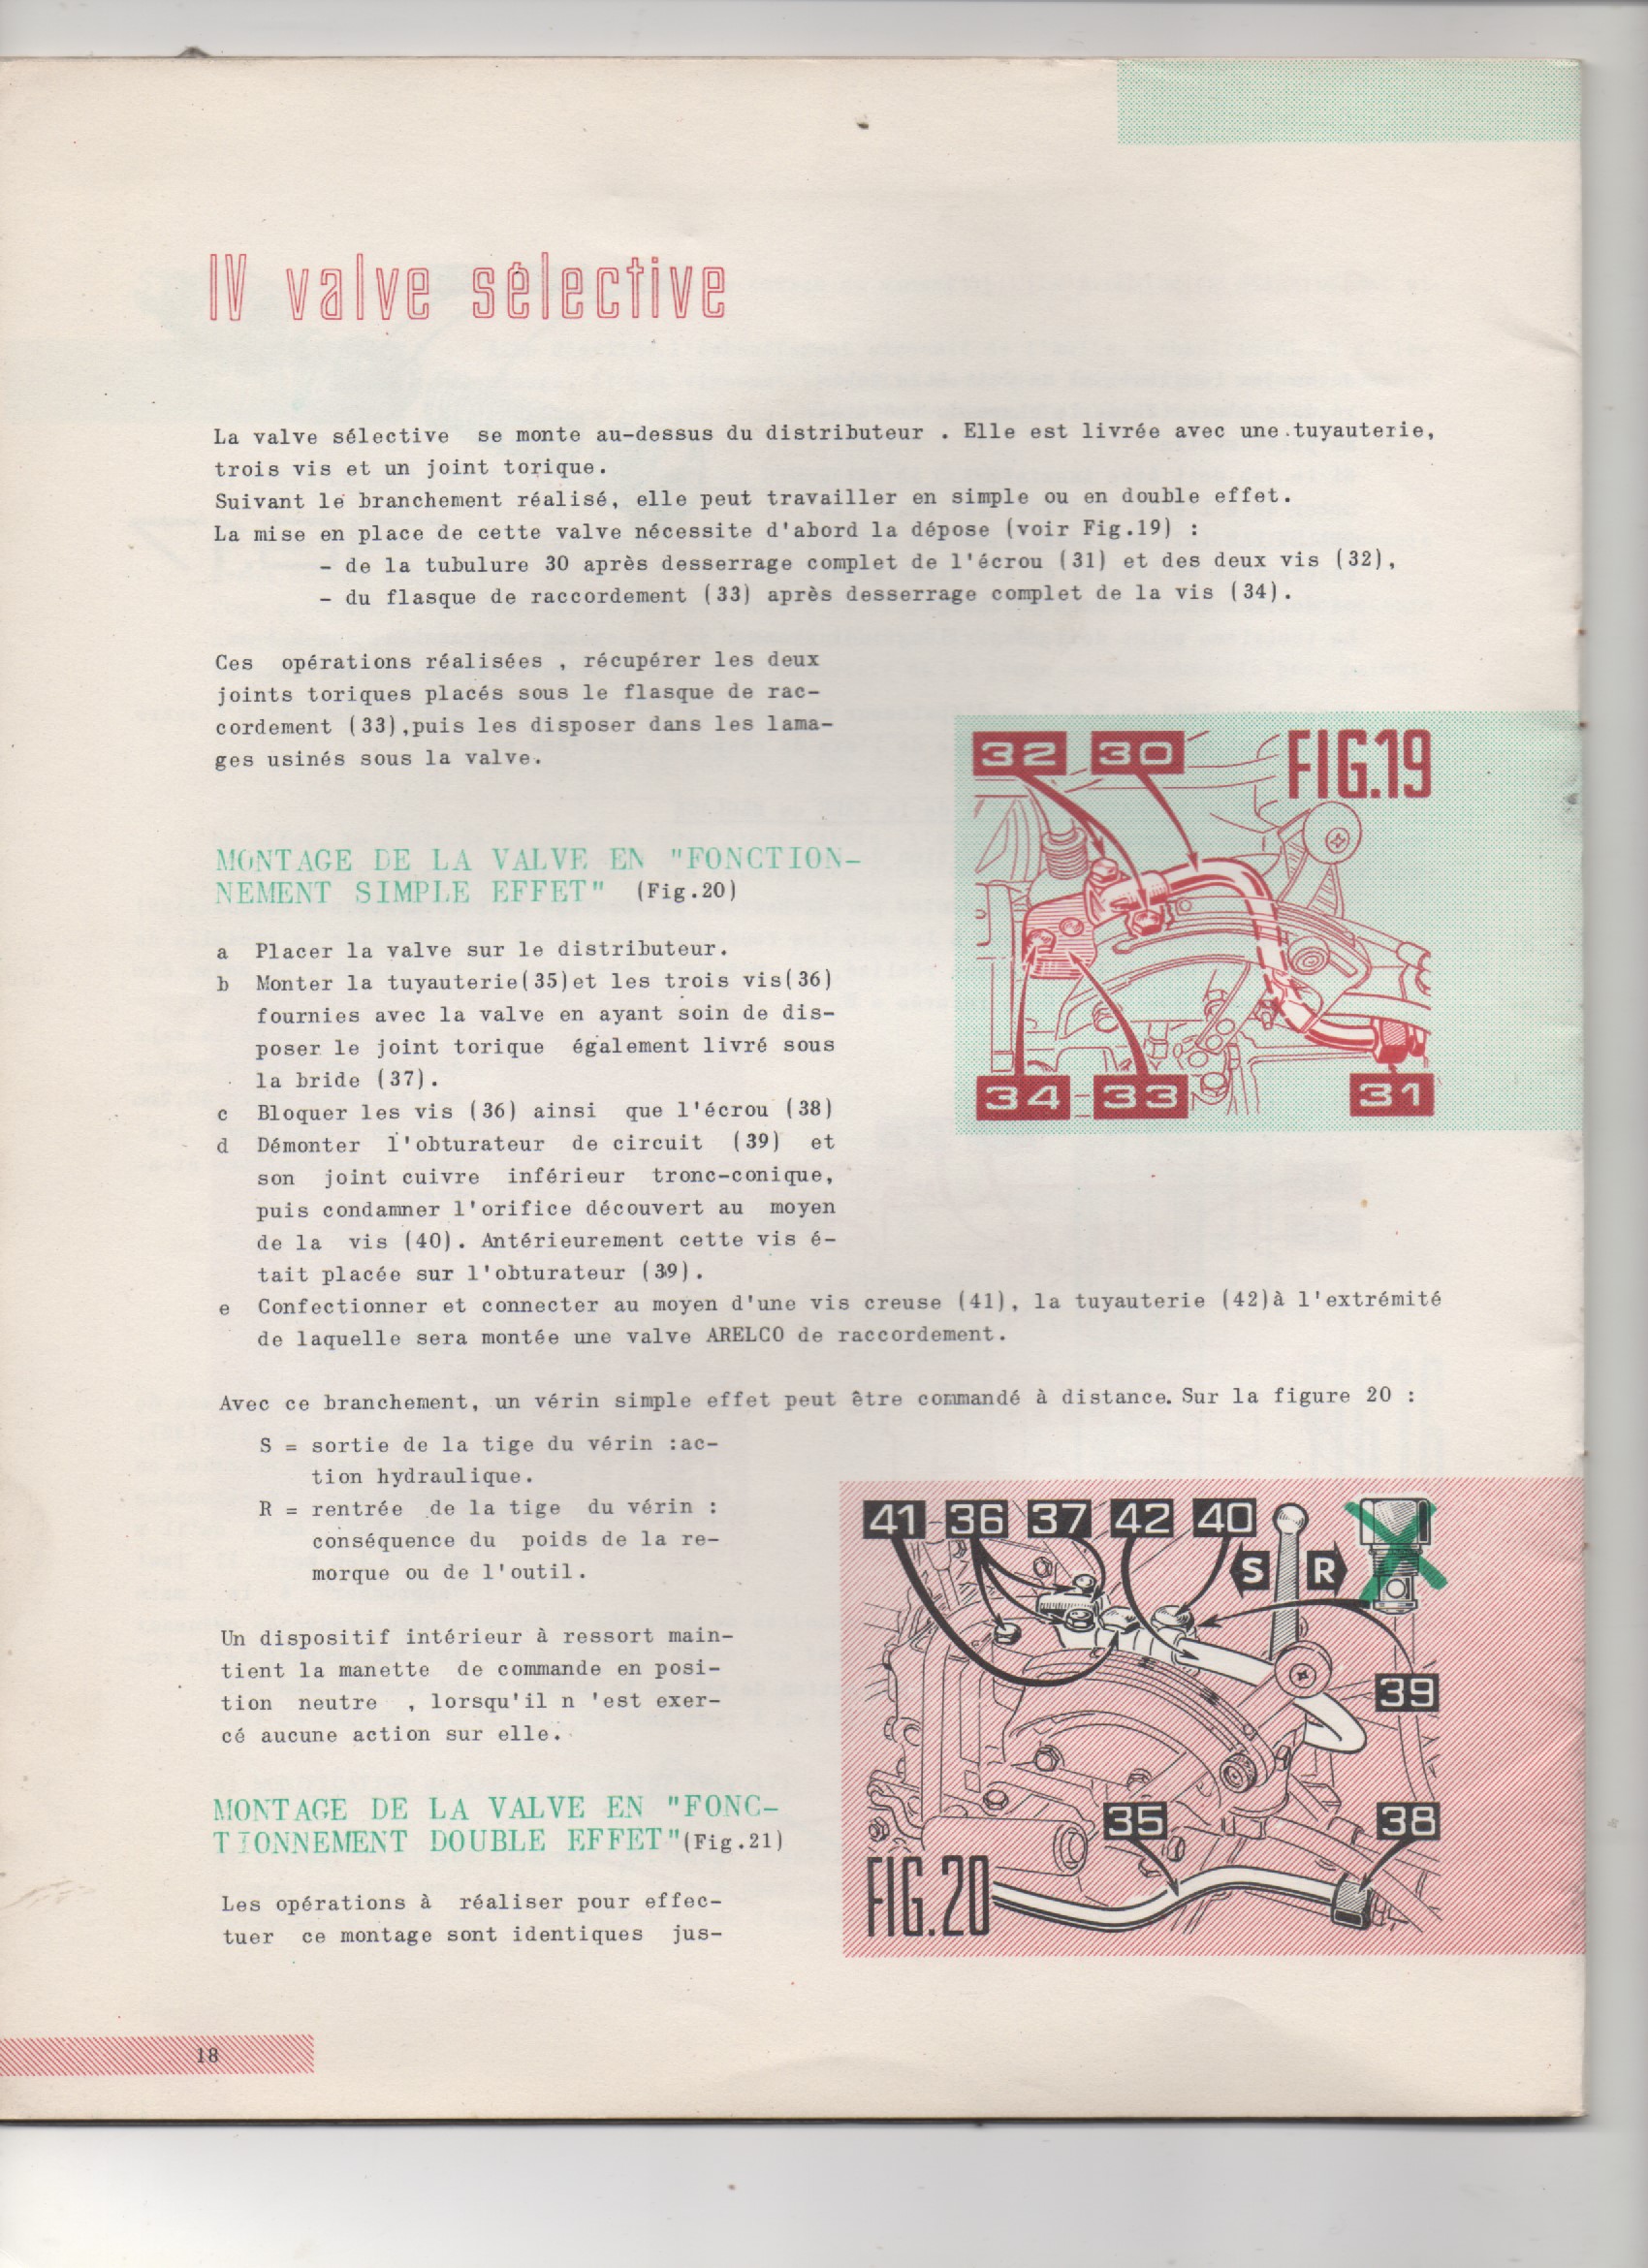 IV valve sélective
La valve sélective se monte au-dessus du distributeur . Elle est livrée avec une tuyauterie,
trois vis et un joint torique.
Suivant le branchement réalisé, elle peut travailler en simple ou en double effet.
La mise en place de cette valve nécessite d'abord la dépose (voir Fig.19) :
- de la tubulure 30 après desserrage complet de l'écrou (31) et des deux vis (32),
- du flasque de raccordement (33) après desserrage complet de la vis (34).
Ces opérations réalisées , récupérer les deux
joints toriques placés sous le flasque de rac-
cordement (33),puis les disposer dans les lama-
ges usinés sous la valve.
32 30 FIG.19
34 33 31
MONTAGE DE LA VALVE EN "FONCTION-
NEMENT SIMPLE EFFET" (Fig.20)
a Placer la valve sur le distributeur.
b Monter la tuyauterie(35)et les trois vis(36)
fournies avec la valve en ayant soin de dis-
poser le joint torique également livré sous
la bride (37).
c Bloquer les vis (36) ainsi que l'écrou (38)
d Démonter l'obturateur de circuit (39) et
son joint cuivre inférieur tronc-conique,
puis condamner l'orifice découvert au moyen
de la vis (40). Antérieurement cette vis é-
tait placée sur l'obturateur (39).
e Confectionner et connecter au moyen d'une vis creuse (41), la tuyauterie (42)à l'extrémité
de laquelle sera montée une valve ARELCO de raccordement.
Avec ce branchement, un vérin simple effet peut être commandé à distance. Sur la figure 20 :
S = sortie de la tige du vérin :ac-
tion hydraulique.
R = rentrée de la tige du vérin :
conséquence du poids de la re-
morque ou de l'outil.
Un dispositif intérieur à ressort main-
tient la manette de commande en posi-
tion neutre , lorsqu'il n 'est exer-
cé aucune action sur elle.
MONTAGE DE LA VALVE EN "FONC-
TIONNEMENT DOUBLE EFFET"(Fig.21)
Les opérations à réaliser pour effec-
tuer ce montage sont identiques jus-
41 36 37 42 40
S R
39
35 38
FIG.20
18